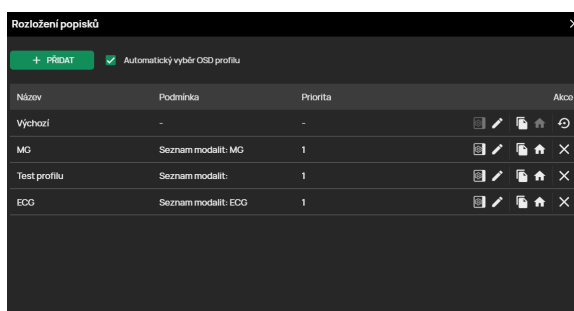 Rozložení popisků
+ PŘIDAT Automatický výběr OSD profilu
Název Podmínka Priorita Akce
Výchozí - -
MG Seznam modalit: MG 1
Test profilu Seznam modalit: 1
ECG Seznam modalit: ECG 1